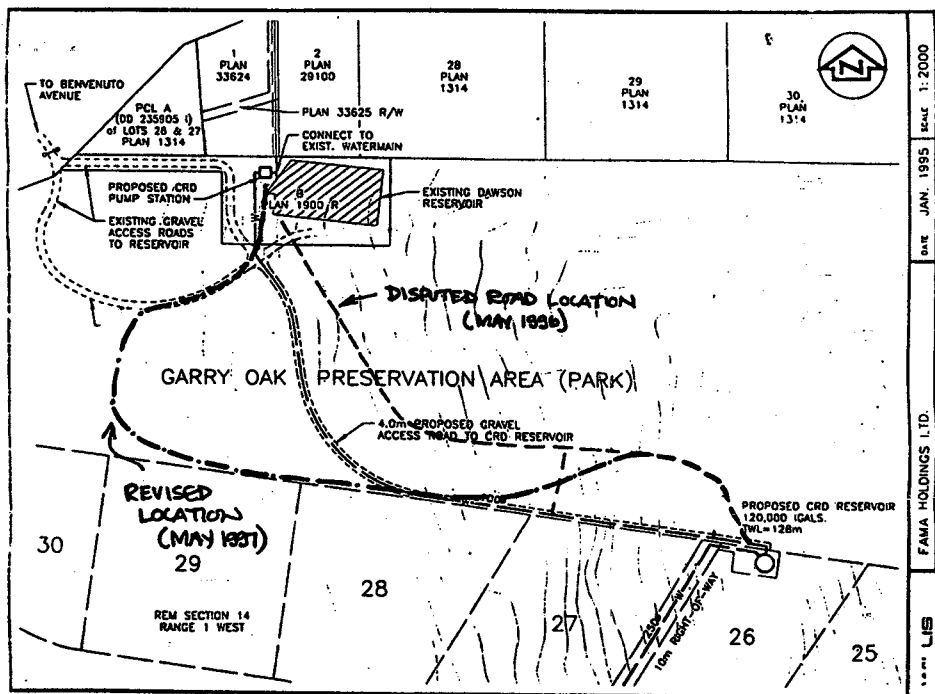 1
PLAN
33624
2
PLAN
29100
28
PLAN
1314
29
PLAN
1314
30
PLAN
1314
N
TO BENVENUTO
AVENUE
PCL A
(DD 235905 I)
of LOTS 26 & 27
PLAN 1314
PLAN 33625 R/W
CONNECT TO
EXIST. WATERMAIN
PROPOSED CRD
PUMP STATION
PLAN 1900 R
EXISTING DAWSON
RESERVOIR
EXISTING GRAVEL
ACCESS ROADS
TO RESERVOIR
DISPUTED ROAD LOCATION
(MAY 1996)
GARRY OAK PRESERVATION AREA (PARK)
4.0m PROPOSED GRAVEL
ACCESS ROAD TO CRD RESERVOIR
REVISED
LOCATION
(MAY 1997)
PROPOSED CRD RESERVOIR
120,000 IGALS.
TWL=128m
30
29
REM SECTION 14
RANGE 1 WEST
28
27
250ø W
10m RIGHT-OF-WAY
26
25
SCALE 1:2000
DATE JAN. 1995
FAMA HOLDINGS LTD.
LIS